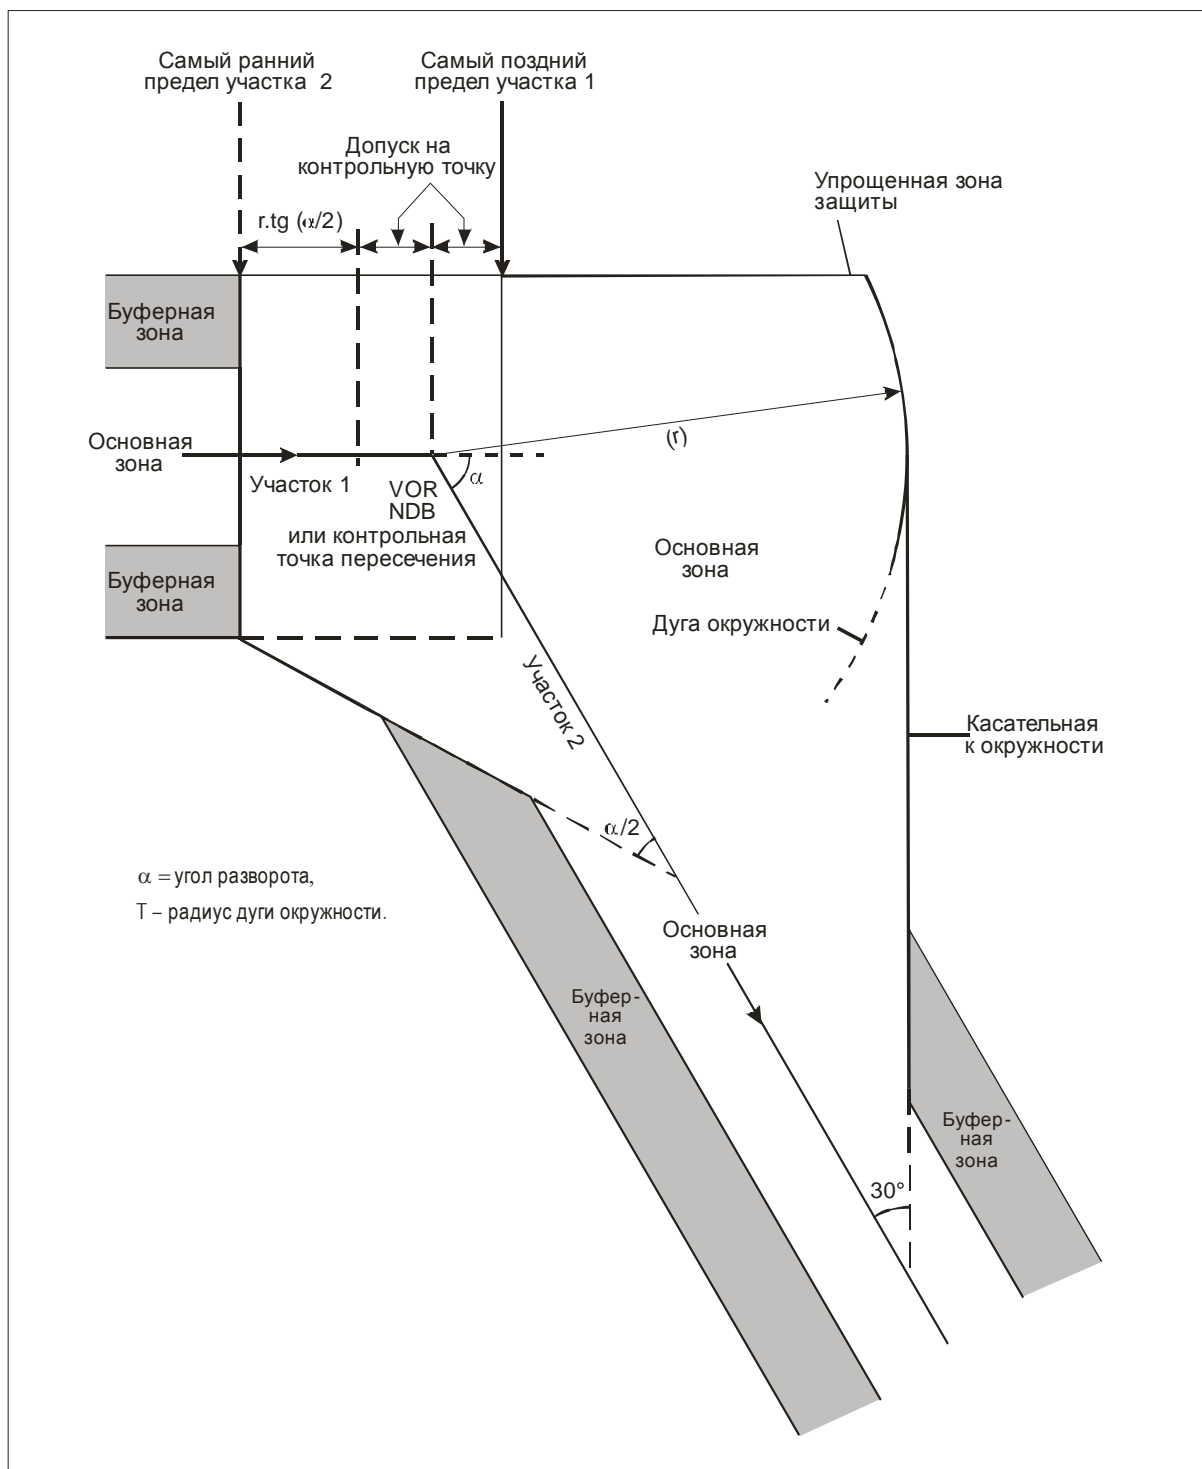 Самый ранний
предел участка 2
Самый поздний
предел участка 1
Допуск на
контрольную точку
r.tg (α/2)
Упрощенная зона
защиты
Буферная
зона
Основная
зона
Участок 1
(r)
α
VOR
NDB
или контрольная
точка пересечения
Основная
зона
Буферная
зона
Дуга окружности
Участок 2
Касательная
к окружности
α/2
α = угол разворота,
T – радиус дуги окружности.
Основная
зона
Буфер-
ная
зона
Буфер-
ная
зона
30°